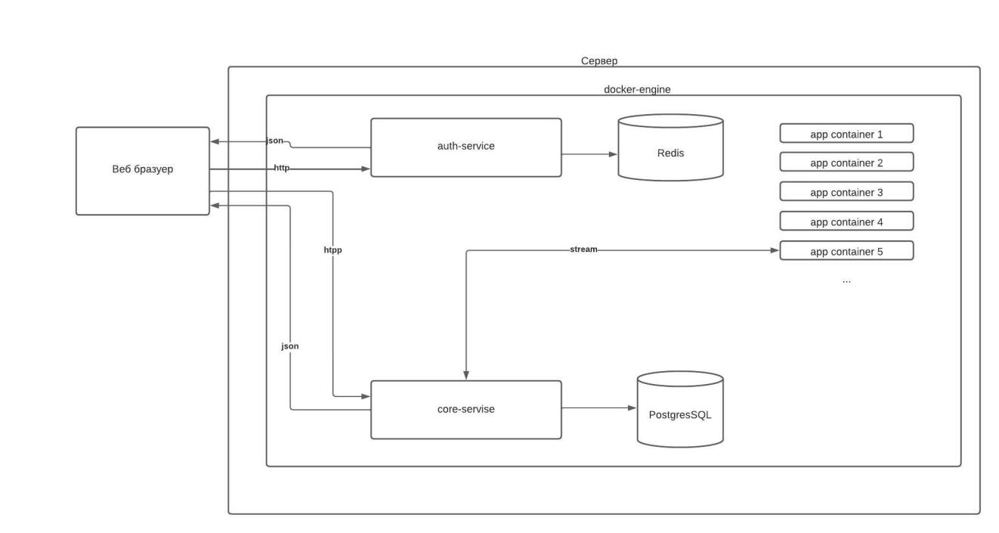 Сервер
docker-engine
json
auth-service
Веб бразуер
http
Redis
app container 1
app container 2
app container 3
app container 4
app container 5
...
htpp
stream
json
core-servise
PostgresSQL